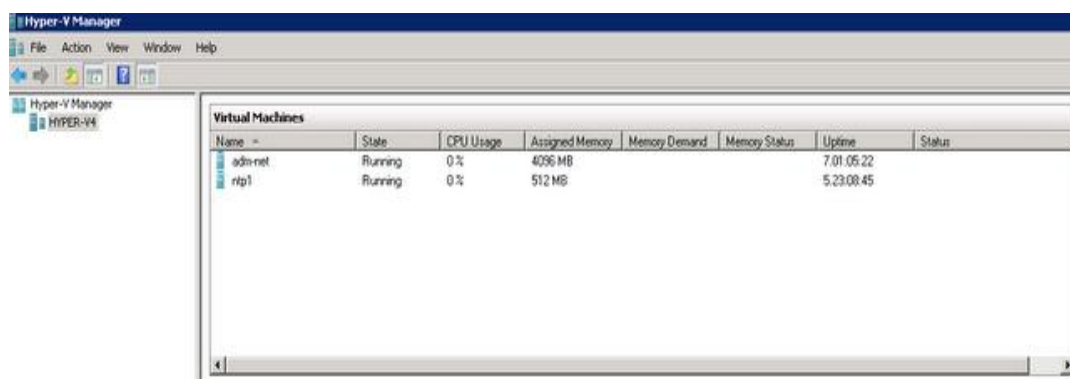 Hyper-V Manager
File Action View Window Help
Hyper-V Manager
HYPER-V4
Virtual Machines
Name State CPU Usage Assigned Memory Memory Demand Memory Status Uptime Status
adm-net Running 0 % 4096 MB 7.01:05:22
ntp1 Running 0 % 512 MB 5.23:08:45